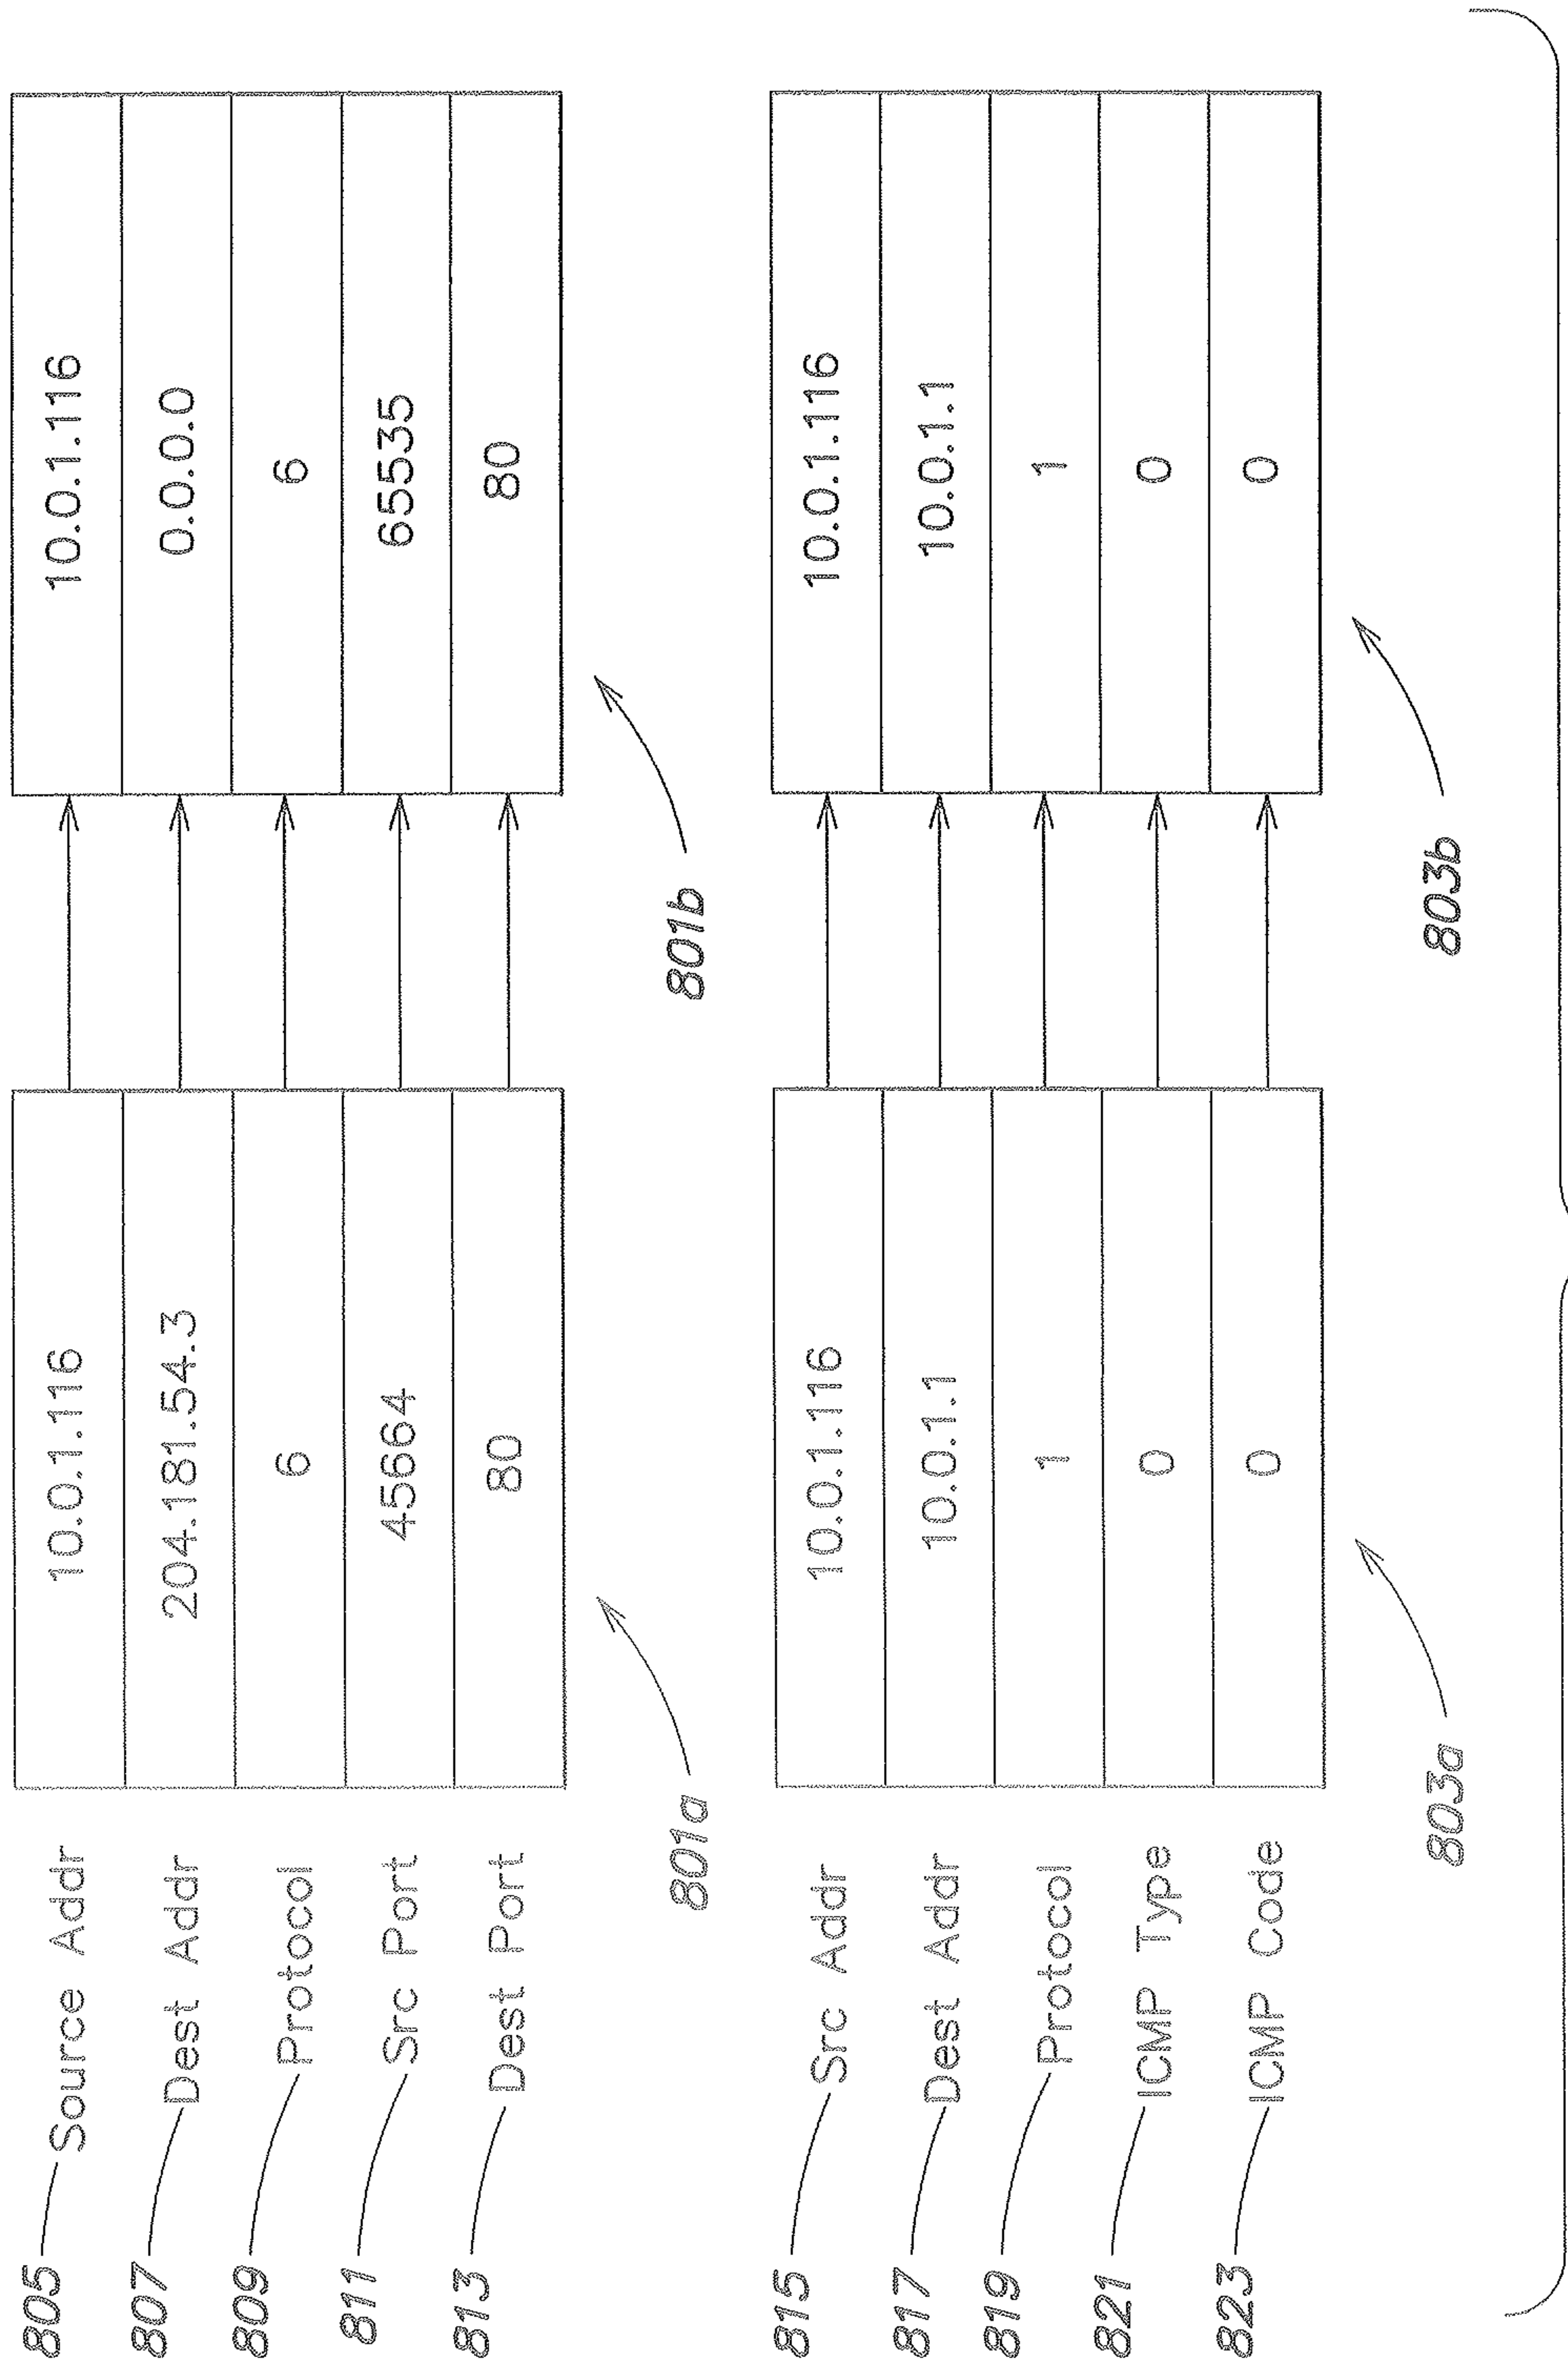 805 Source Addr 10.0.1.116 10.0.1.116
807 Dest Addr 204.181.54.3 0.0.0.0
809 Protocol 6 6
811 Src Port 45664 65535
813 Dest Port 80 80
801a 801b
815 Src Addr 10.0.1.116 10.0.1.116
817 Dest Addr 10.0.1.1 10.0.1.1
819 Protocol 1 1
821 ICMP Type 0 0
823 ICMP Code 0 0
803a 803b